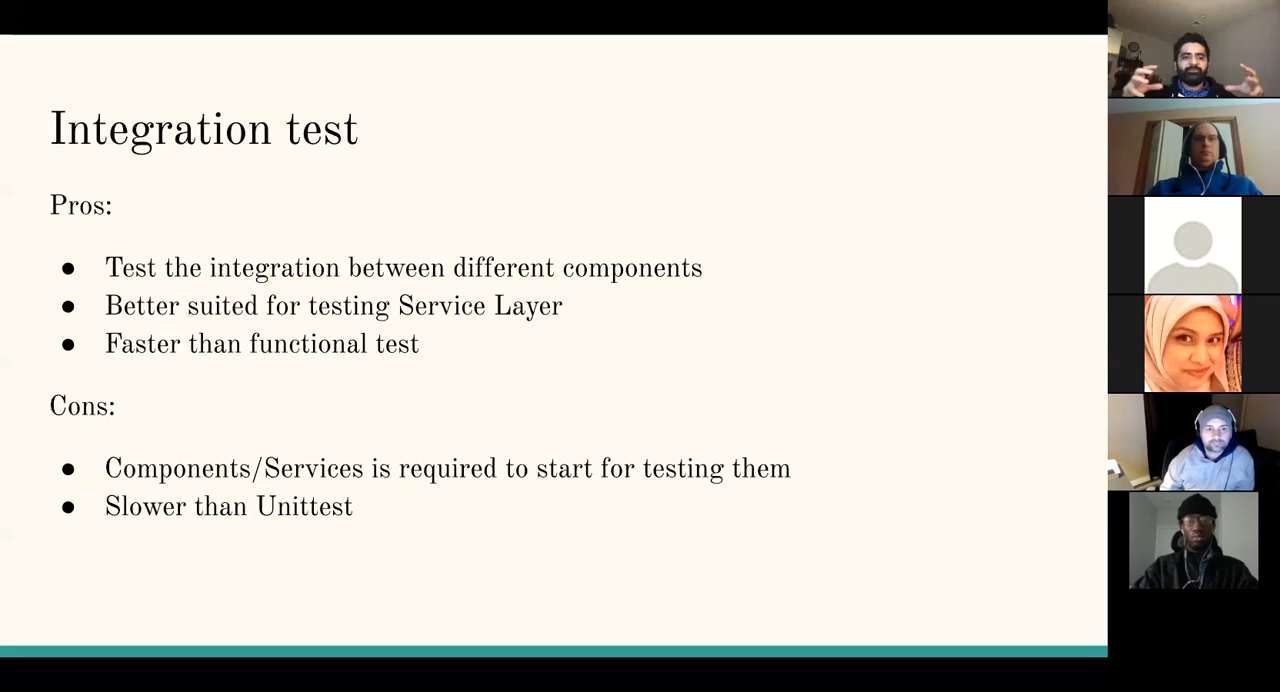 Integration test
Pros:
● Test the integration between different components
● Better suited for testing Service Layer
● Faster than functional test
Cons:
● Components/Services is required to start for testing them
● Slower than Unittest